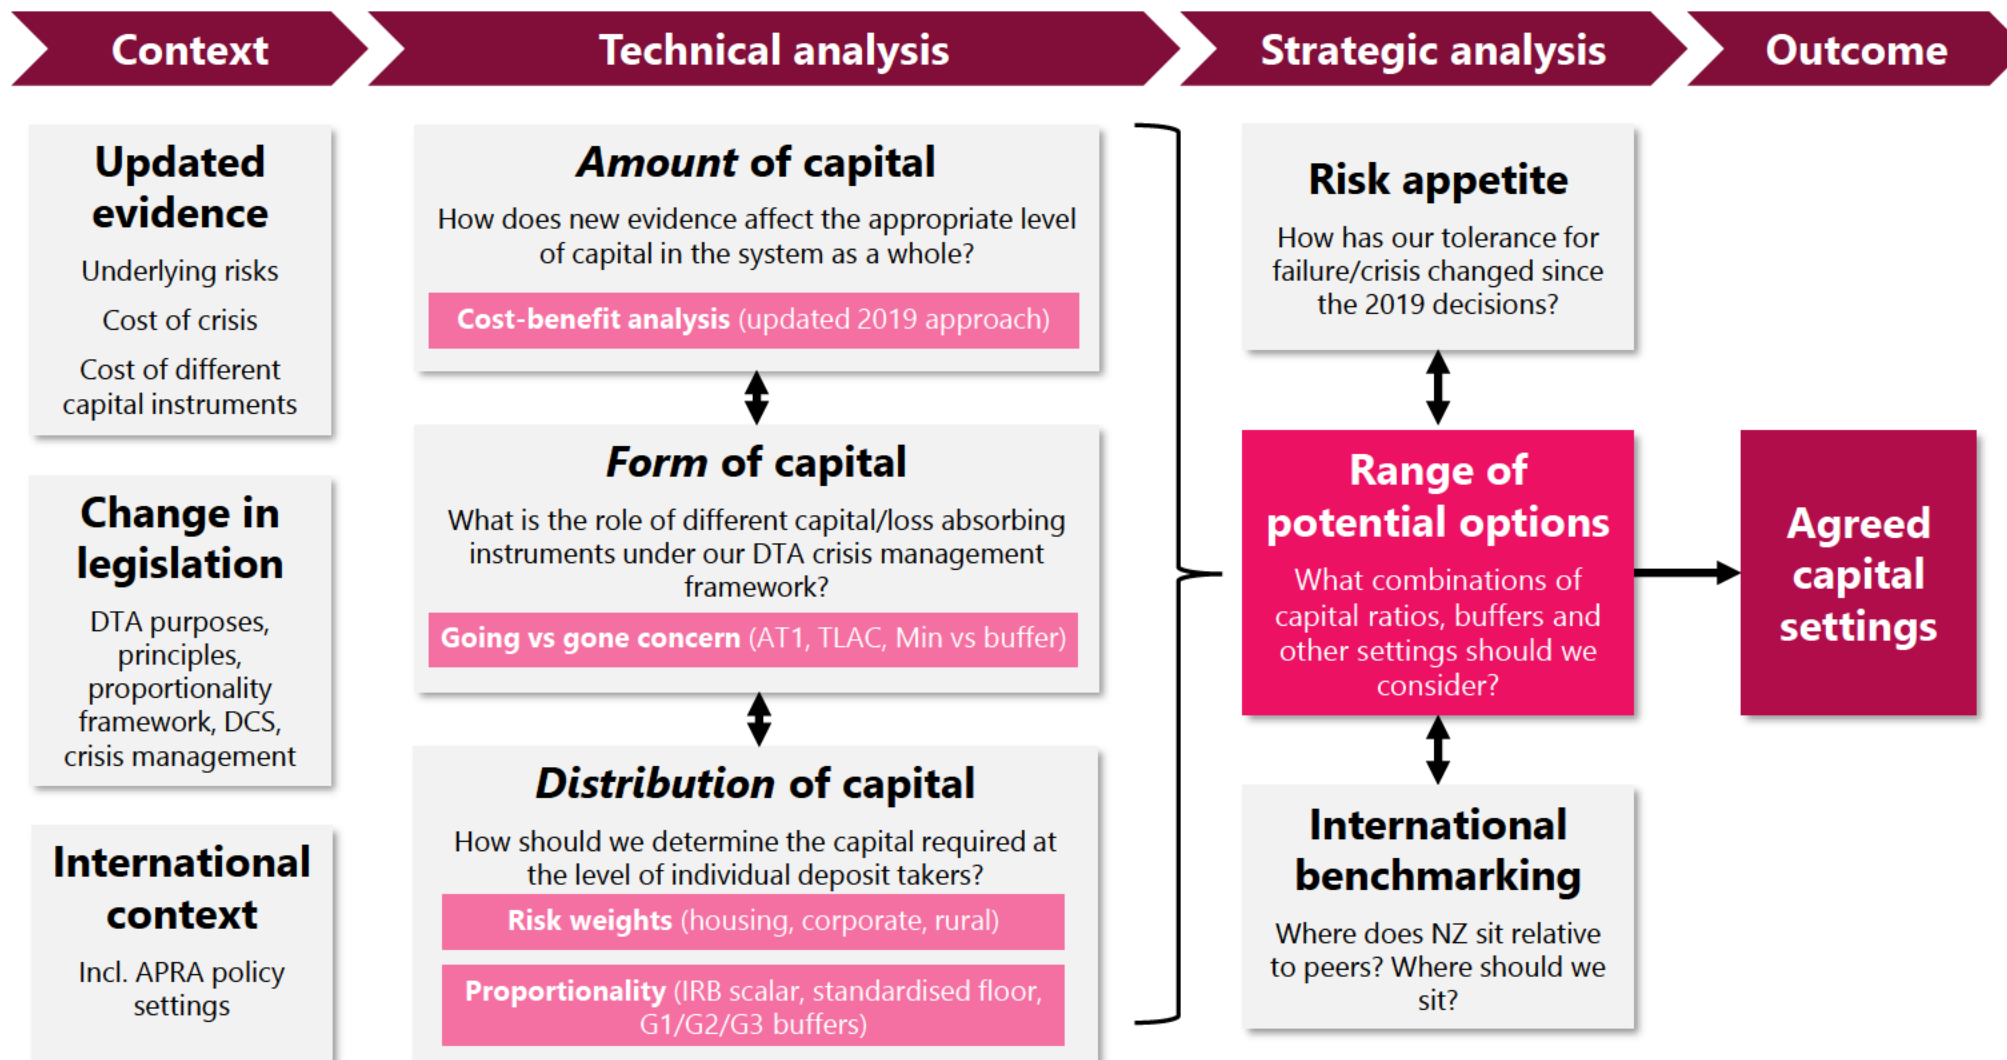 Context
Technical analysis
Strategic analysis
Outcome
Updated
evidence
Underlying risks
Cost of crisis
Cost of different
capital instruments
Change in
legislation
DTA purposes,
principles,
proportionality
framework, DCS,
crisis management
International
context
Incl. APRA policy
settings
Amount of capital
How does new evidence affect the appropriate level
of capital in the system as a whole?
Cost-benefit analysis (updated 2019 approach)
Form of capital
What is the role of different capital/loss absorbing
instruments under our DTA crisis management
framework?
Going vs gone concern (AT1, TLAC, Min vs buffer)
Distribution of capital
How should we determine the capital required at
the level of individual deposit takers?
Risk weights (housing, corporate, rural)
Proportionality (IRB scalar, standardised floor,
G1/G2/G3 buffers)
Risk appetite
How has our tolerance for
failure/crisis changed since
the 2019 decisions?
Range of
potential options
What combinations of
capital ratios, buffers and
other settings should we
consider?
International
benchmarking
Where does NZ sit relative
to peers? Where should we
sit?
Agreed
capital
settings